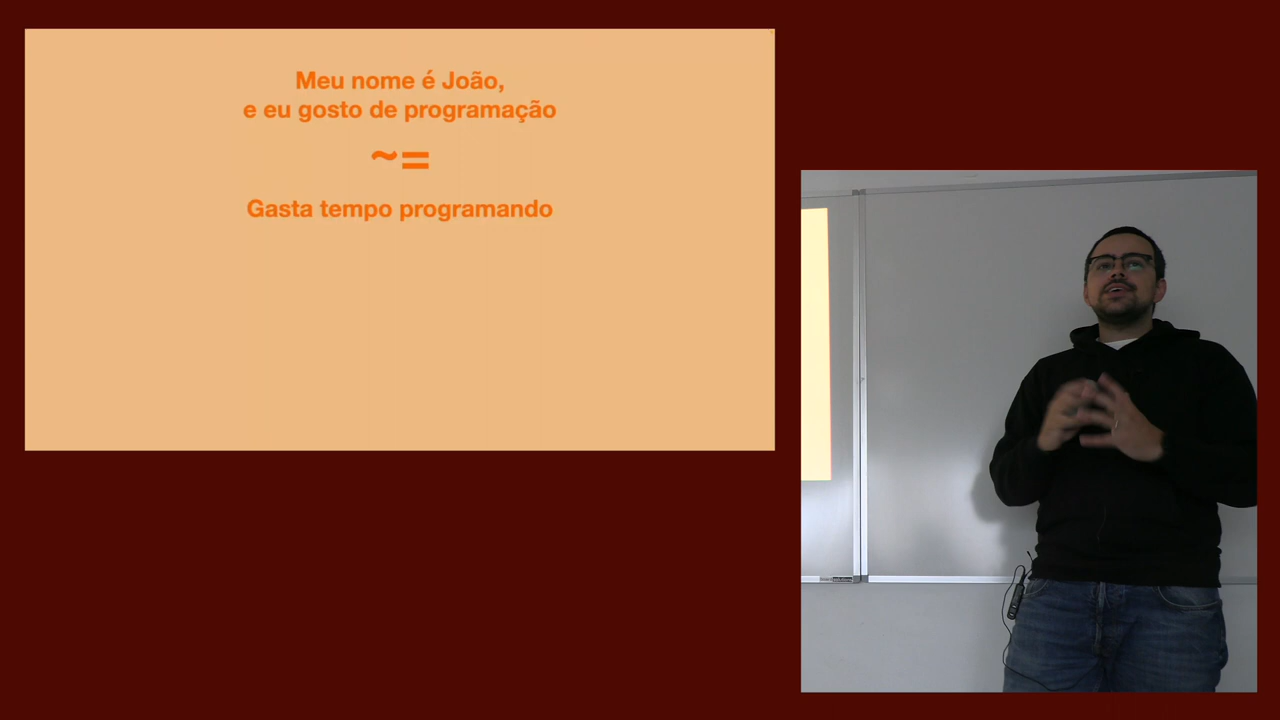 Meu nome é João,
e eu gosto de programação
~=
Gasta tempo programando